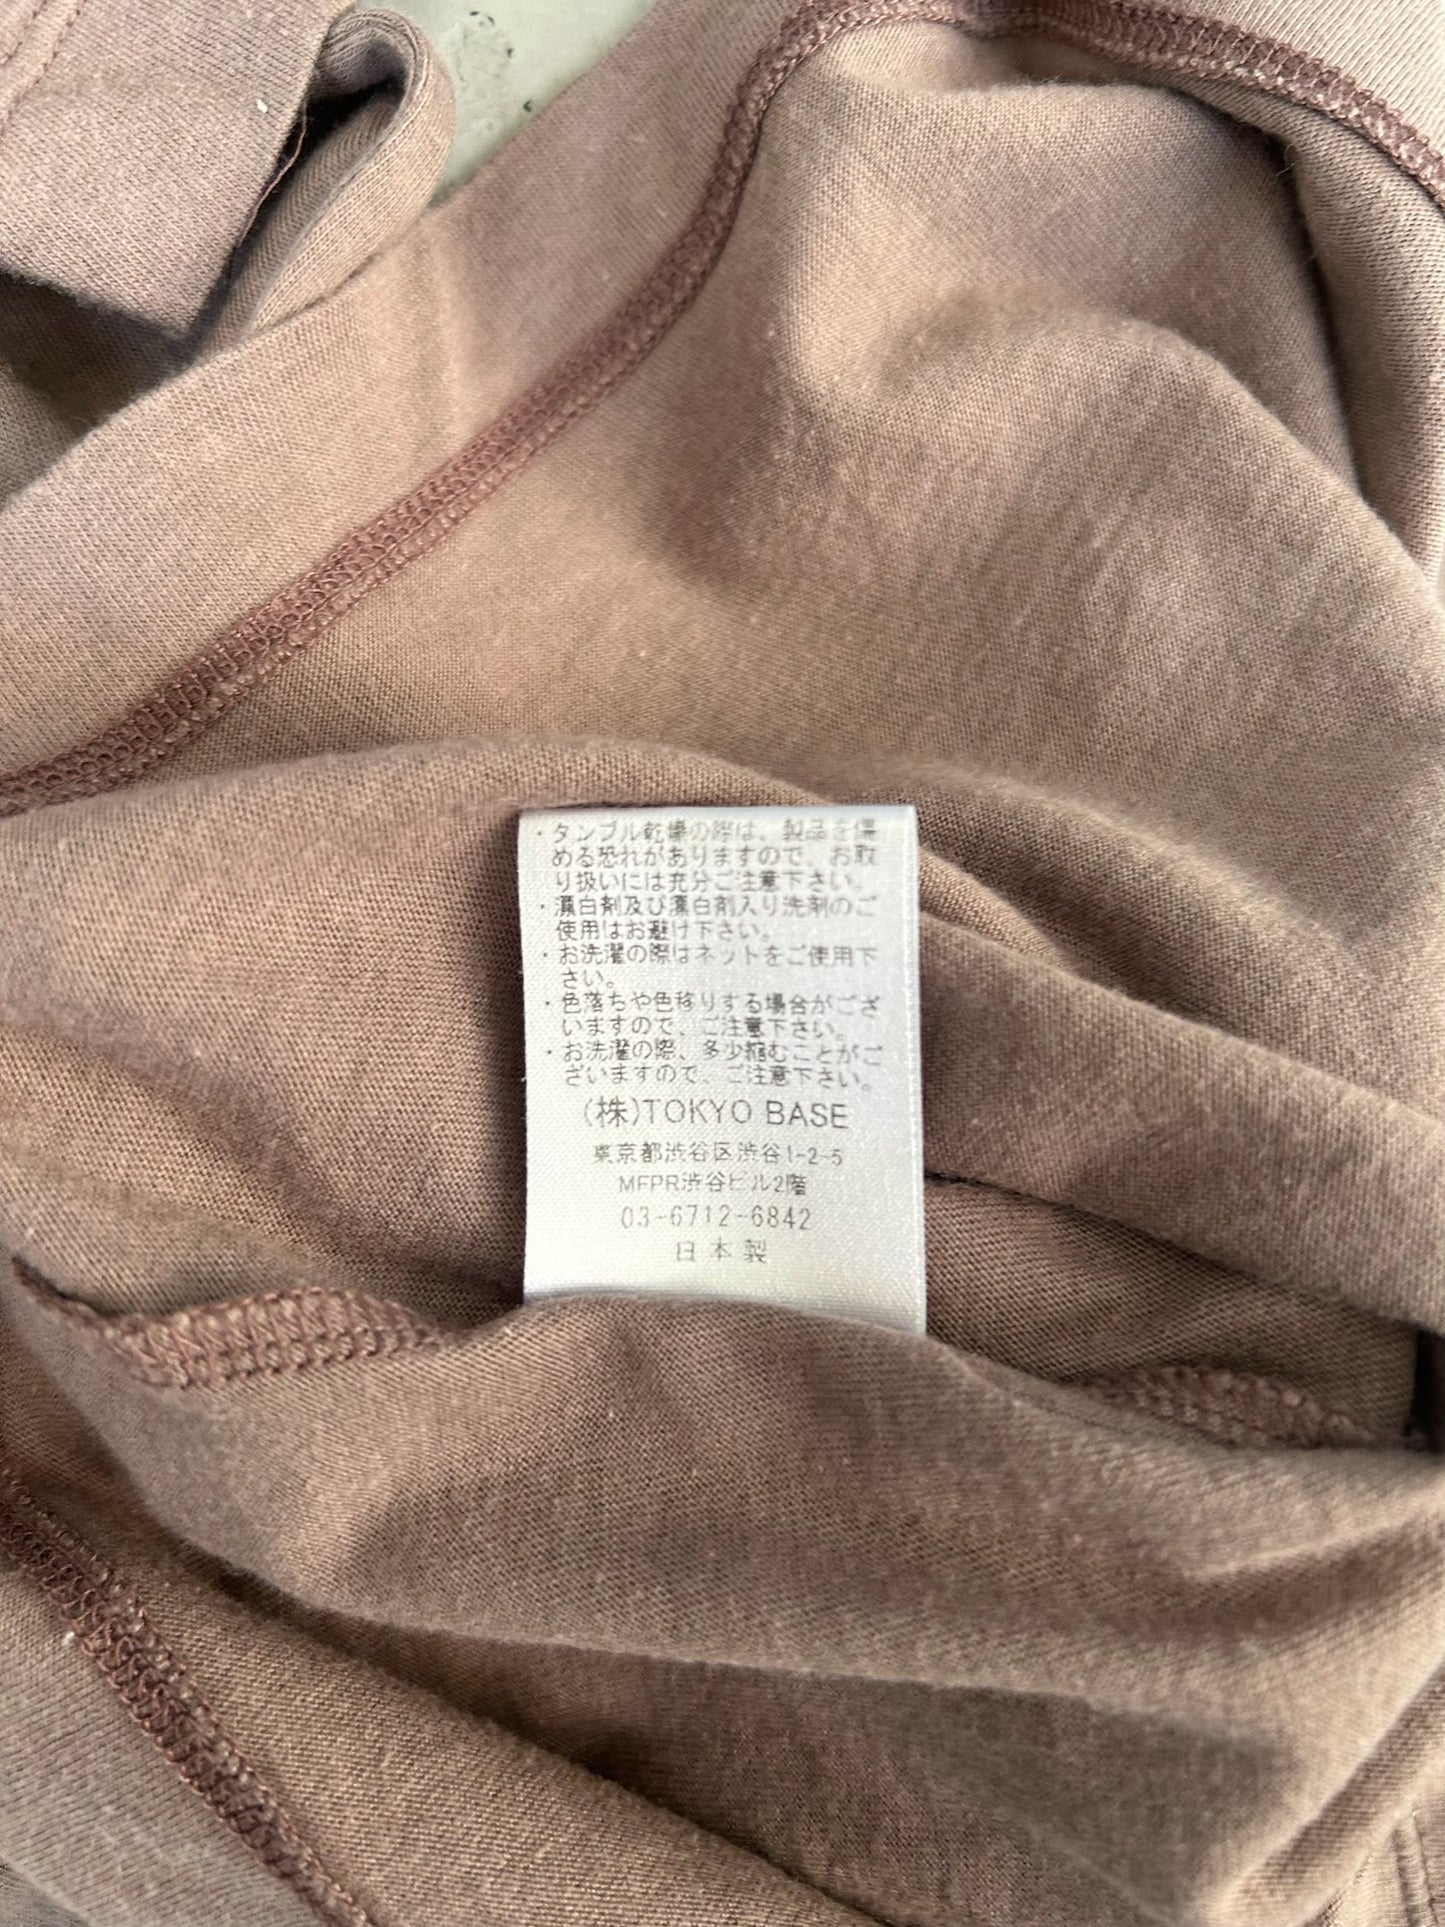 ・タンブル乾燥の際は、製品を傷
める恐れがありますので、お取
り扱いには充分ご注意下さい。
・漂白剤及び漂白剤入り洗剤のご
使用はお避け下さい。
・お洗濯の際はネットをご使用下
さい。
・色落ちや色移りする場合がござ
いますので、ご注意下さい。
・お洗濯の際、多少縮むことがご
ざいますので、ご注意下さい。
(株)TOKYO BASE
東京都渋谷区渋谷1-2-5
MFPR渋谷ビル2階
03-6712-6842
日本製